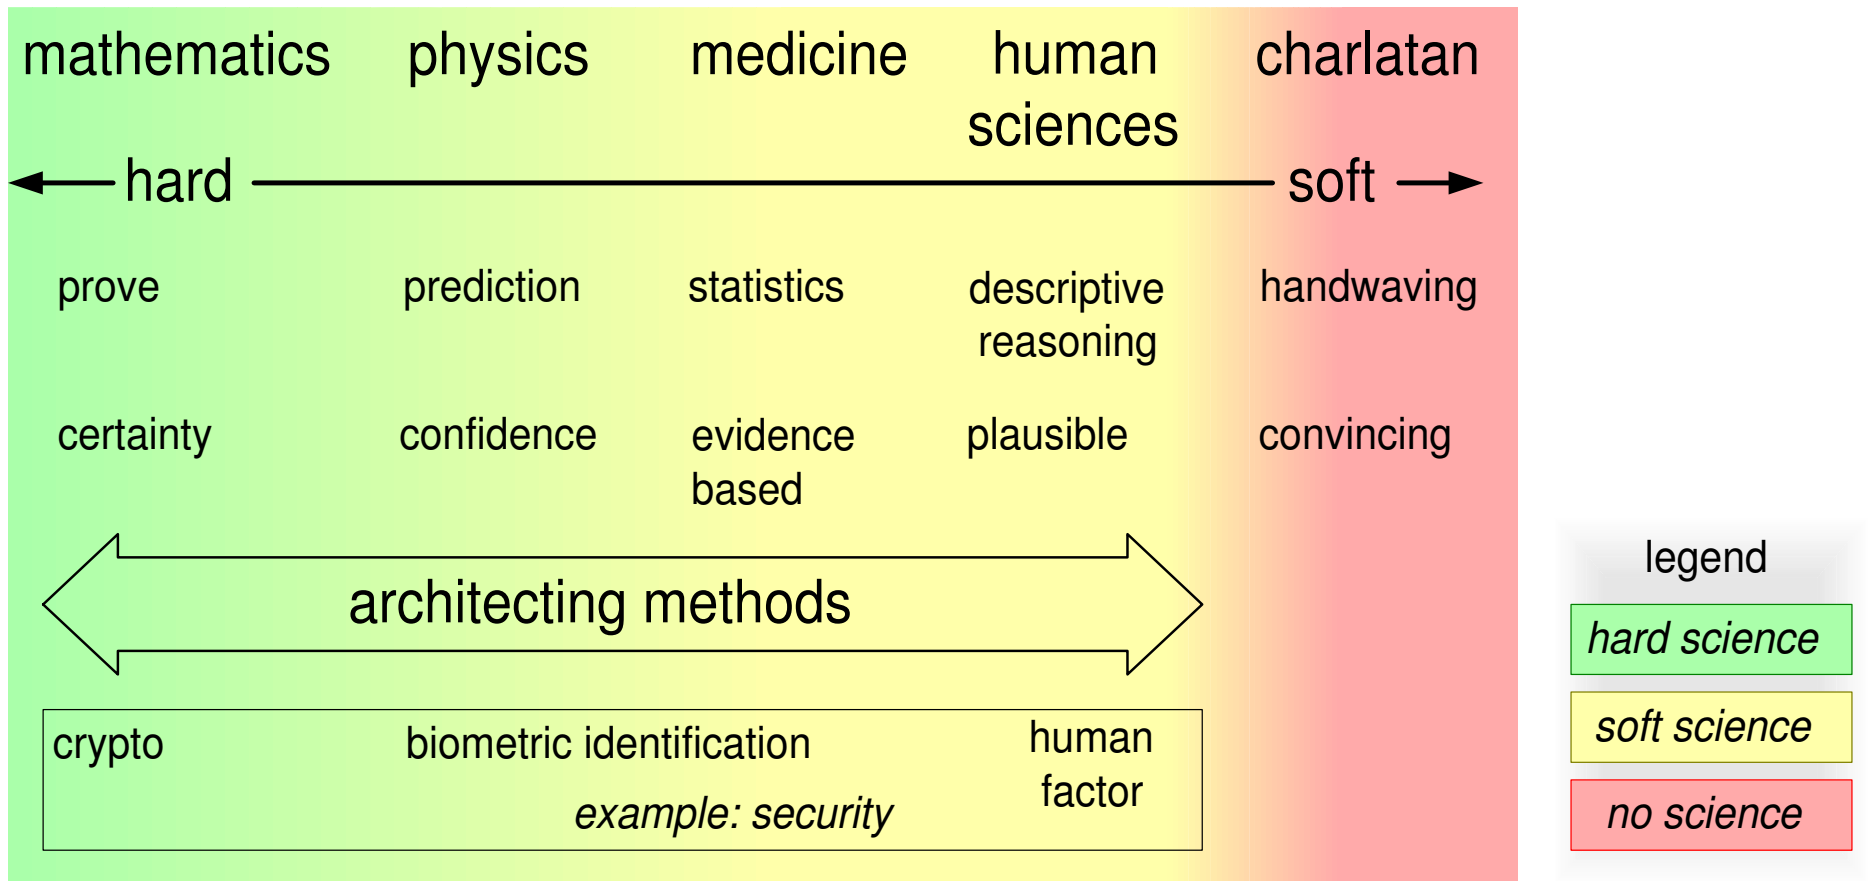 mathematics physics medicine human sciences charlatan
hard soft
prove prediction statistics descriptive reasoning handwaving
certainty confidence evidence based plausible convincing
architecting methods
crypto biometric identification human factor
example: security
legend
hard science
soft science
no science